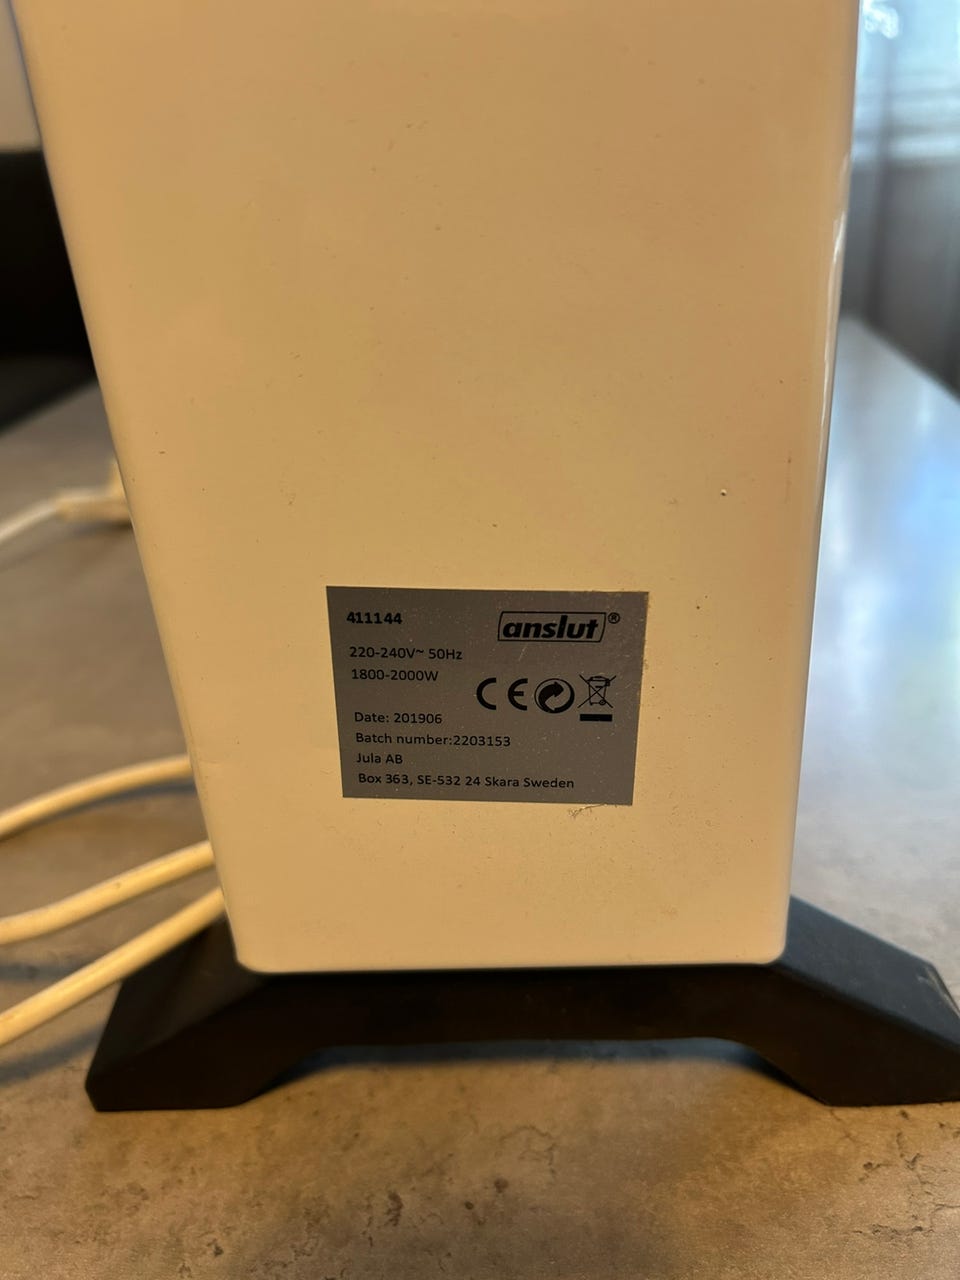 411144
anslut®
220-240V~ 50Hz
1800-2000W
CE
Date: 201906
Batch number:2203153
Jula AB
Box 363, SE-532 24 Skara Sweden